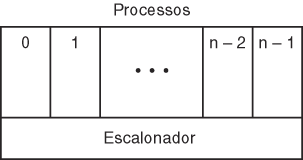 Processos
0 1 • • • n – 2 n – 1
Escalonador